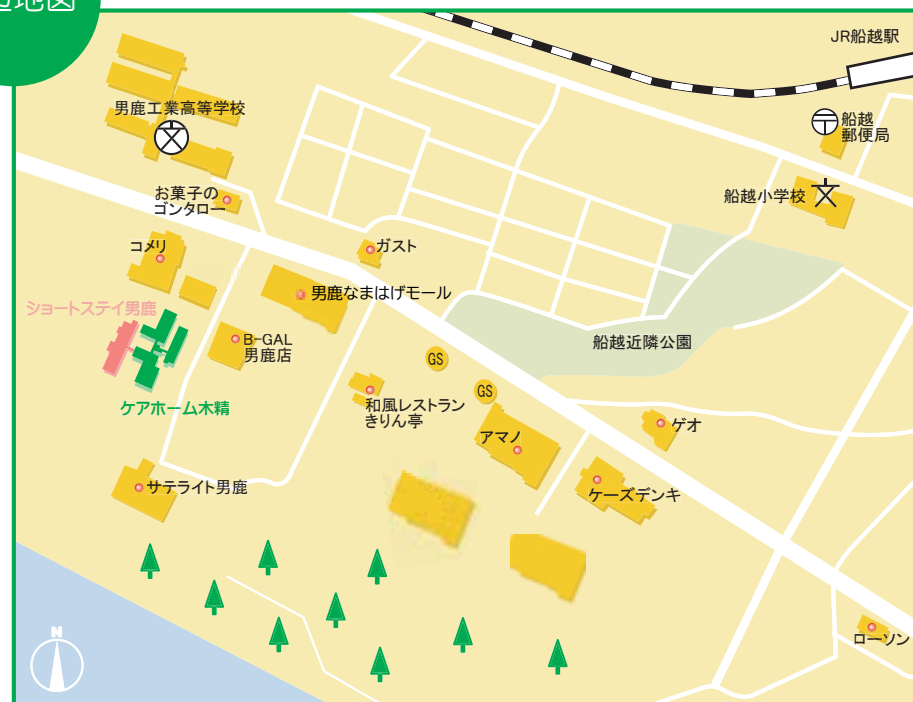 地図
JR船越駅
男鹿工業高等学校
船越
郵便局
お菓子の
ゴンタロー
船越小学校
コメリ
ガスト
男鹿なまはげモール
ショートステイ男鹿
B-GAL
男鹿店
船越近隣公園
GS
GS
ケアホーム木精
和風レストラン
きりん亭
アマノ
ゲオ
サテライト男鹿
ケーズデンキ
N
ローソン